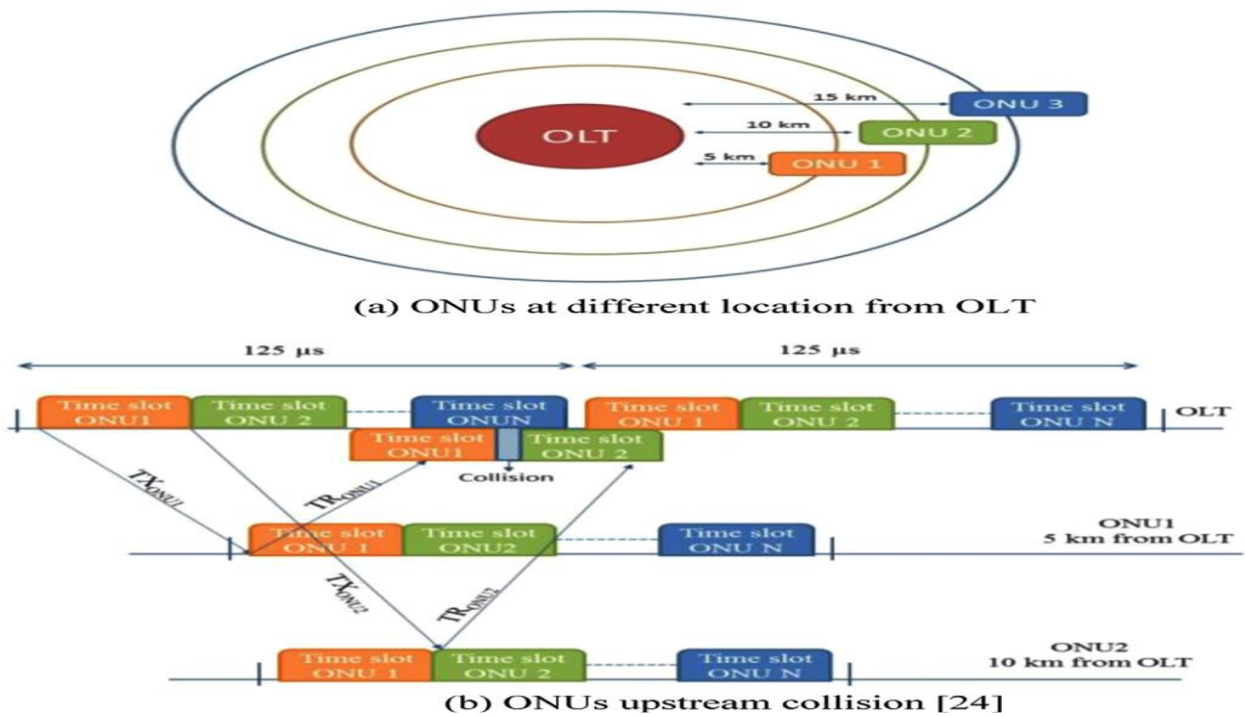 15 km
ONU 3
10 km
ONU 2
OLT
5 km
ONU 1
(a) ONUs at different location from OLT
125 μs
125 μs
Time slot
ONU1
Time slot
ONU 2
Time slot
ONUN
Time slot
ONU 1
Time slot
ONU 2
Time slot
ONU N
OLT
Time slot
ONU1
Time slot
ONU 2
Collision
TXONU1
TRONU1
Time slot
ONU 1
Time slot
ONU2
Time slot
ONU N
ONU1
5 km from OLT
TXONU2
TRONU2
Time slot
ONU 1
Time slot
ONU 2
Time slot
ONU N
ONU2
10 km from OLT
(b) ONUs upstream collision [24]